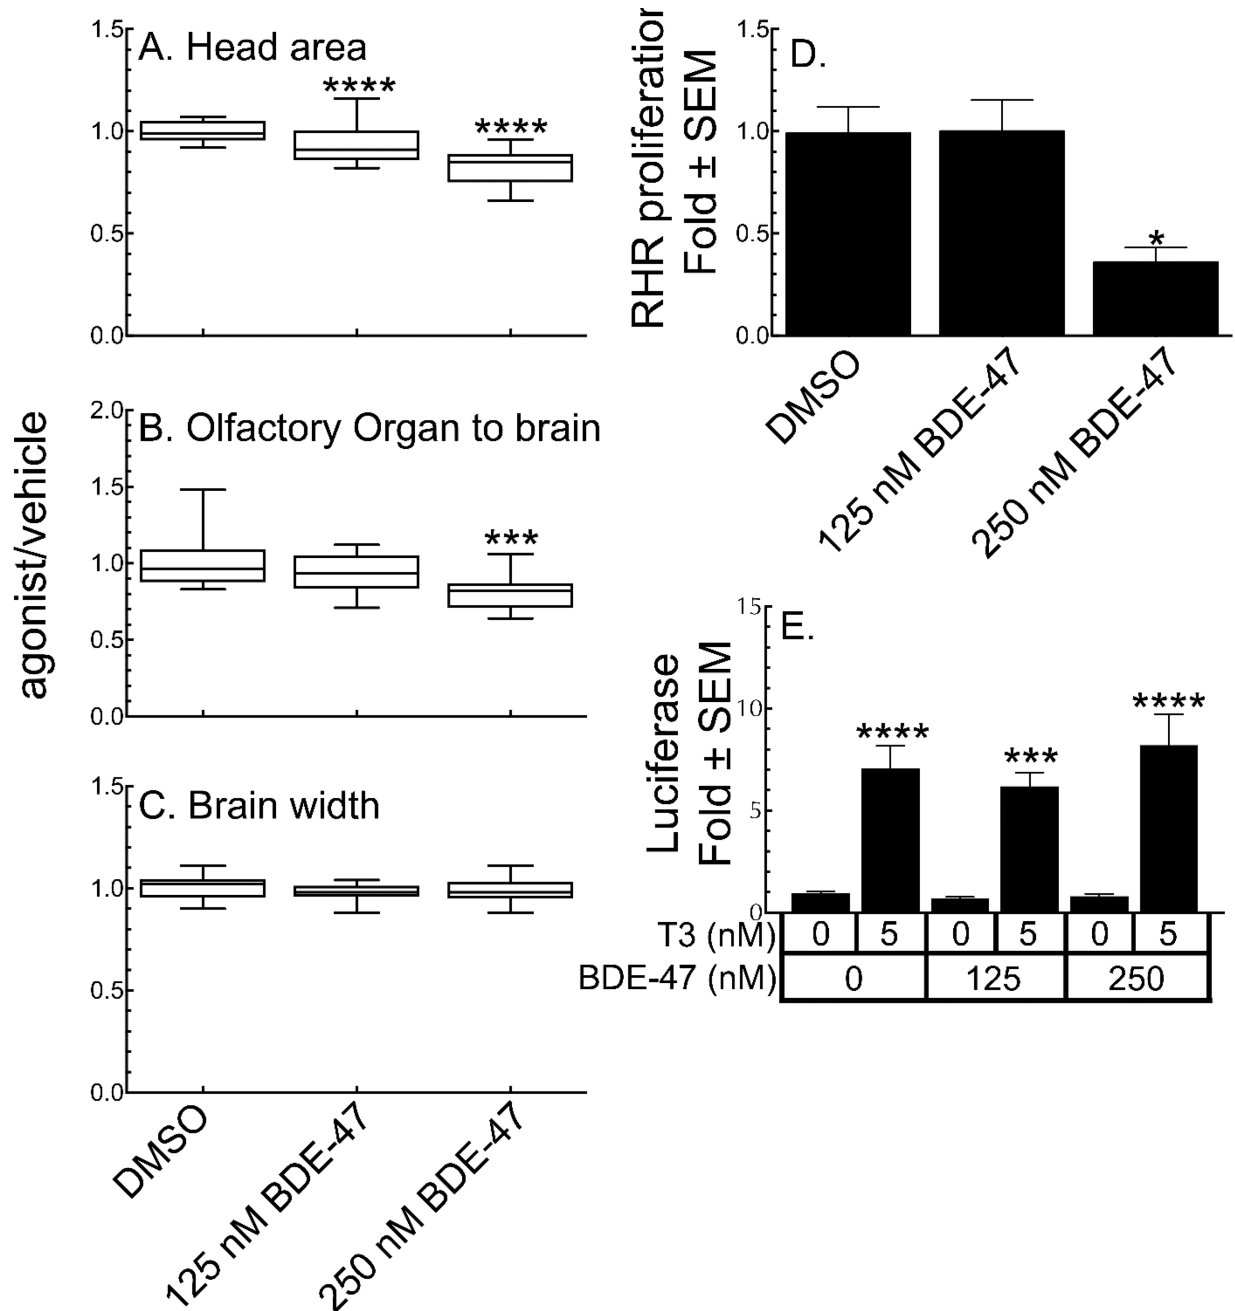 agonist/vehicle
A. Head area
1.5
1.0
0.5
0.0
****
****
B. Olfactory Organ to brain
2.0
1.5
1.0
0.5
0.0
***
C. Brain width
1.5
1.0
0.5
0.0
DMSO
125 nM BDE-47
250 nM BDE-47
D.
RHR proliferation
Fold ± SEM
1.5
1.0
0.5
0.0
*
DMSO
125 nM BDE-47
250 nM BDE-47
E.
Luciferase
Fold ± SEM
15
10
5
0
****
***
****
T3 (nM) 0 5 0 5 0 5
BDE-47 (nM) 0 125 250